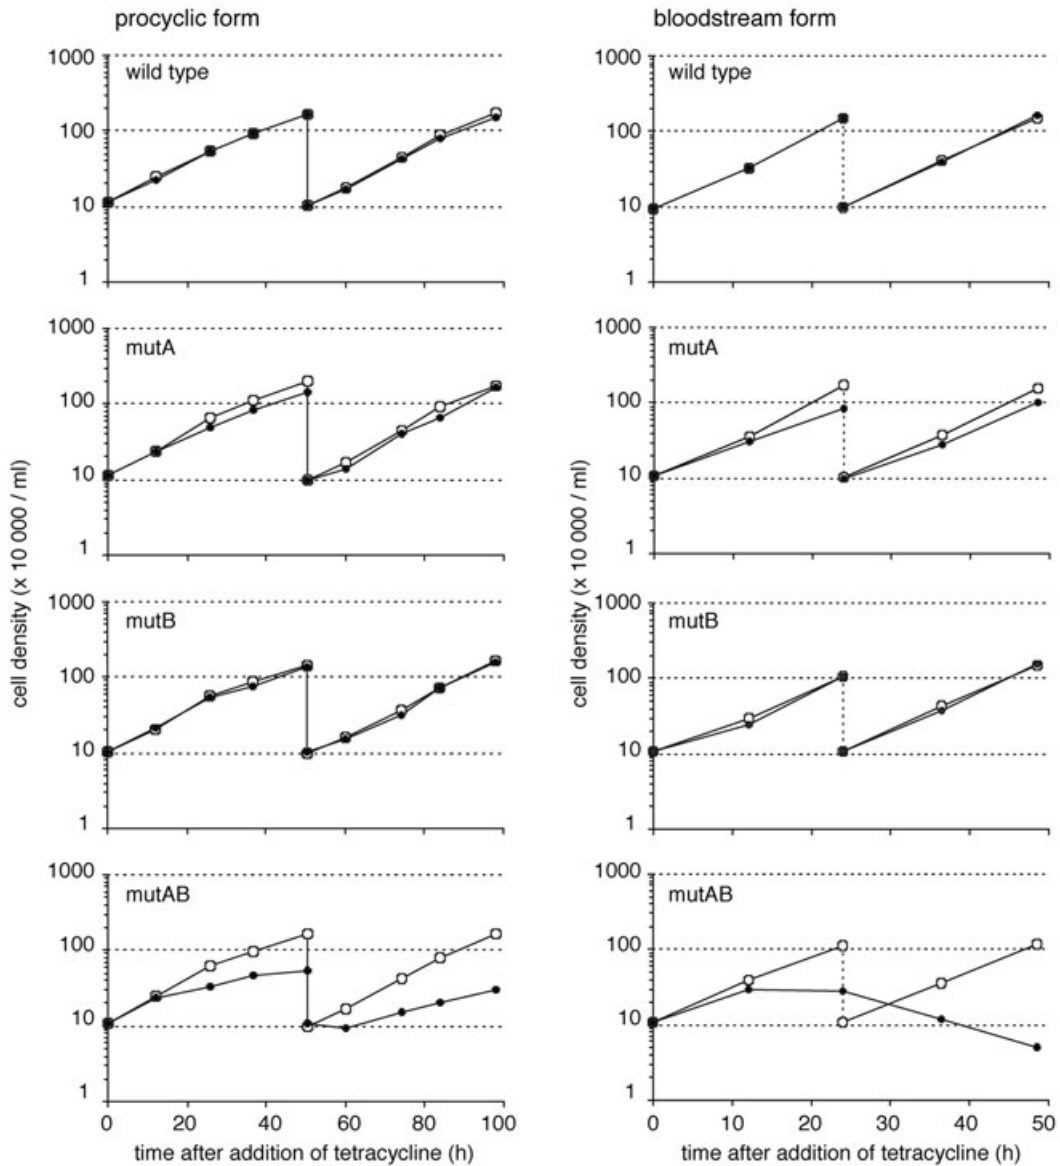 procyclic form
bloodstream form
1000
wild type
100
10
1
1000
wild type
100
10
1
1000
mutA
100
10
1
1000
mutA
100
10
1
cell density (x 10 000 / ml)
cell density (x 10 000 / ml)
1000
mutB
100
10
1
1000
mutB
100
10
1
1000
mutAB
100
10
1
0 20 40 60 80 100
time after addition of tetracycline (h)
1000
mutAB
100
10
1
0 10 20 30 40 50
time after addition of tetracycline (h)